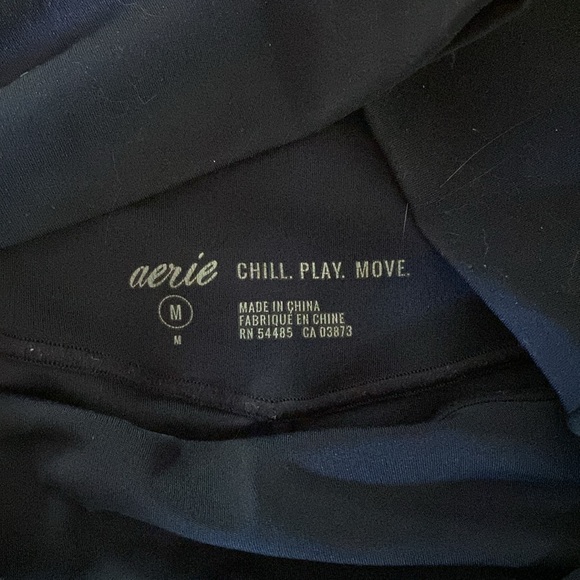 aerie CHILL. PLAY. MOVE.
M
M
MADE IN CHINA
FABRIQUÉ EN CHINE
RN 54485 CA 03873